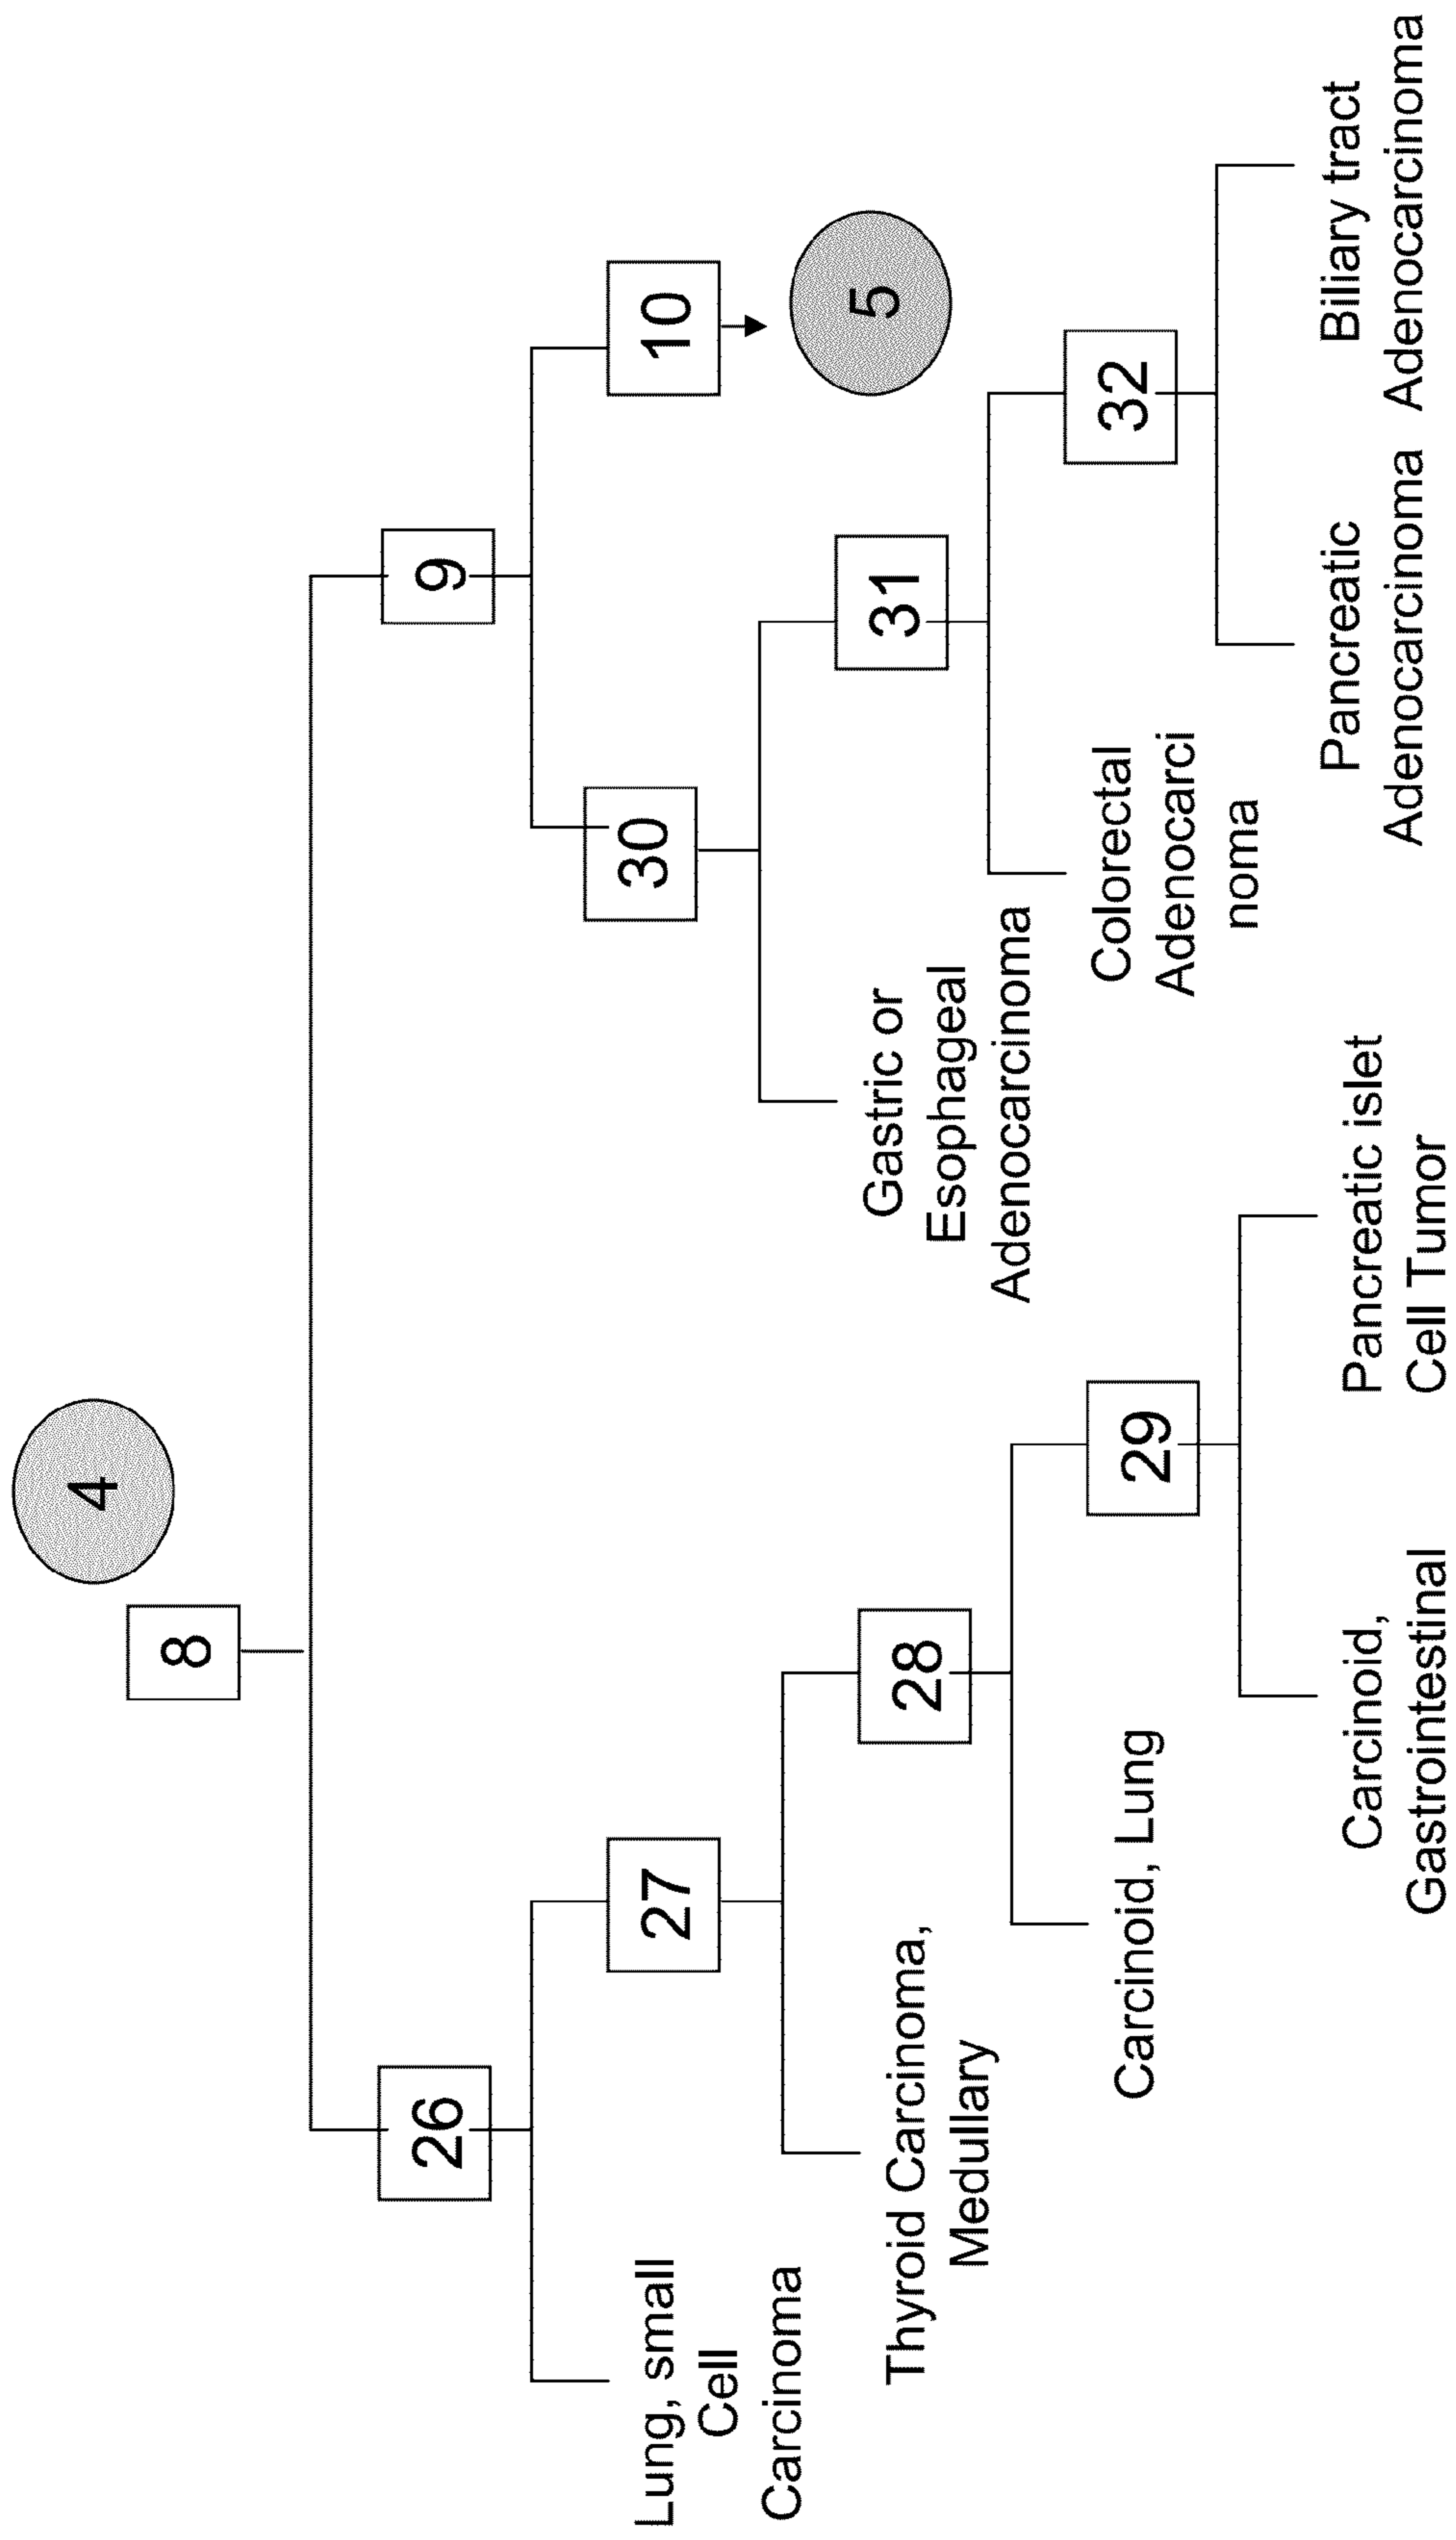 4
8
26
9
Lung, small
Cell
Carcinoma
27
30
10
5
Thyroid Carcinoma,
Medullary
28
Gastric or
Esophageal
Adenocarcinoma
31
Carcinoid, Lung
29
Colorectal
Adenocarci
noma
32
Carcinoid,
Gastrointestinal
Pancreatic islet
Cell Tumor
Pancreatic
Adenocarcinoma
Biliary tract
Adenocarcinoma